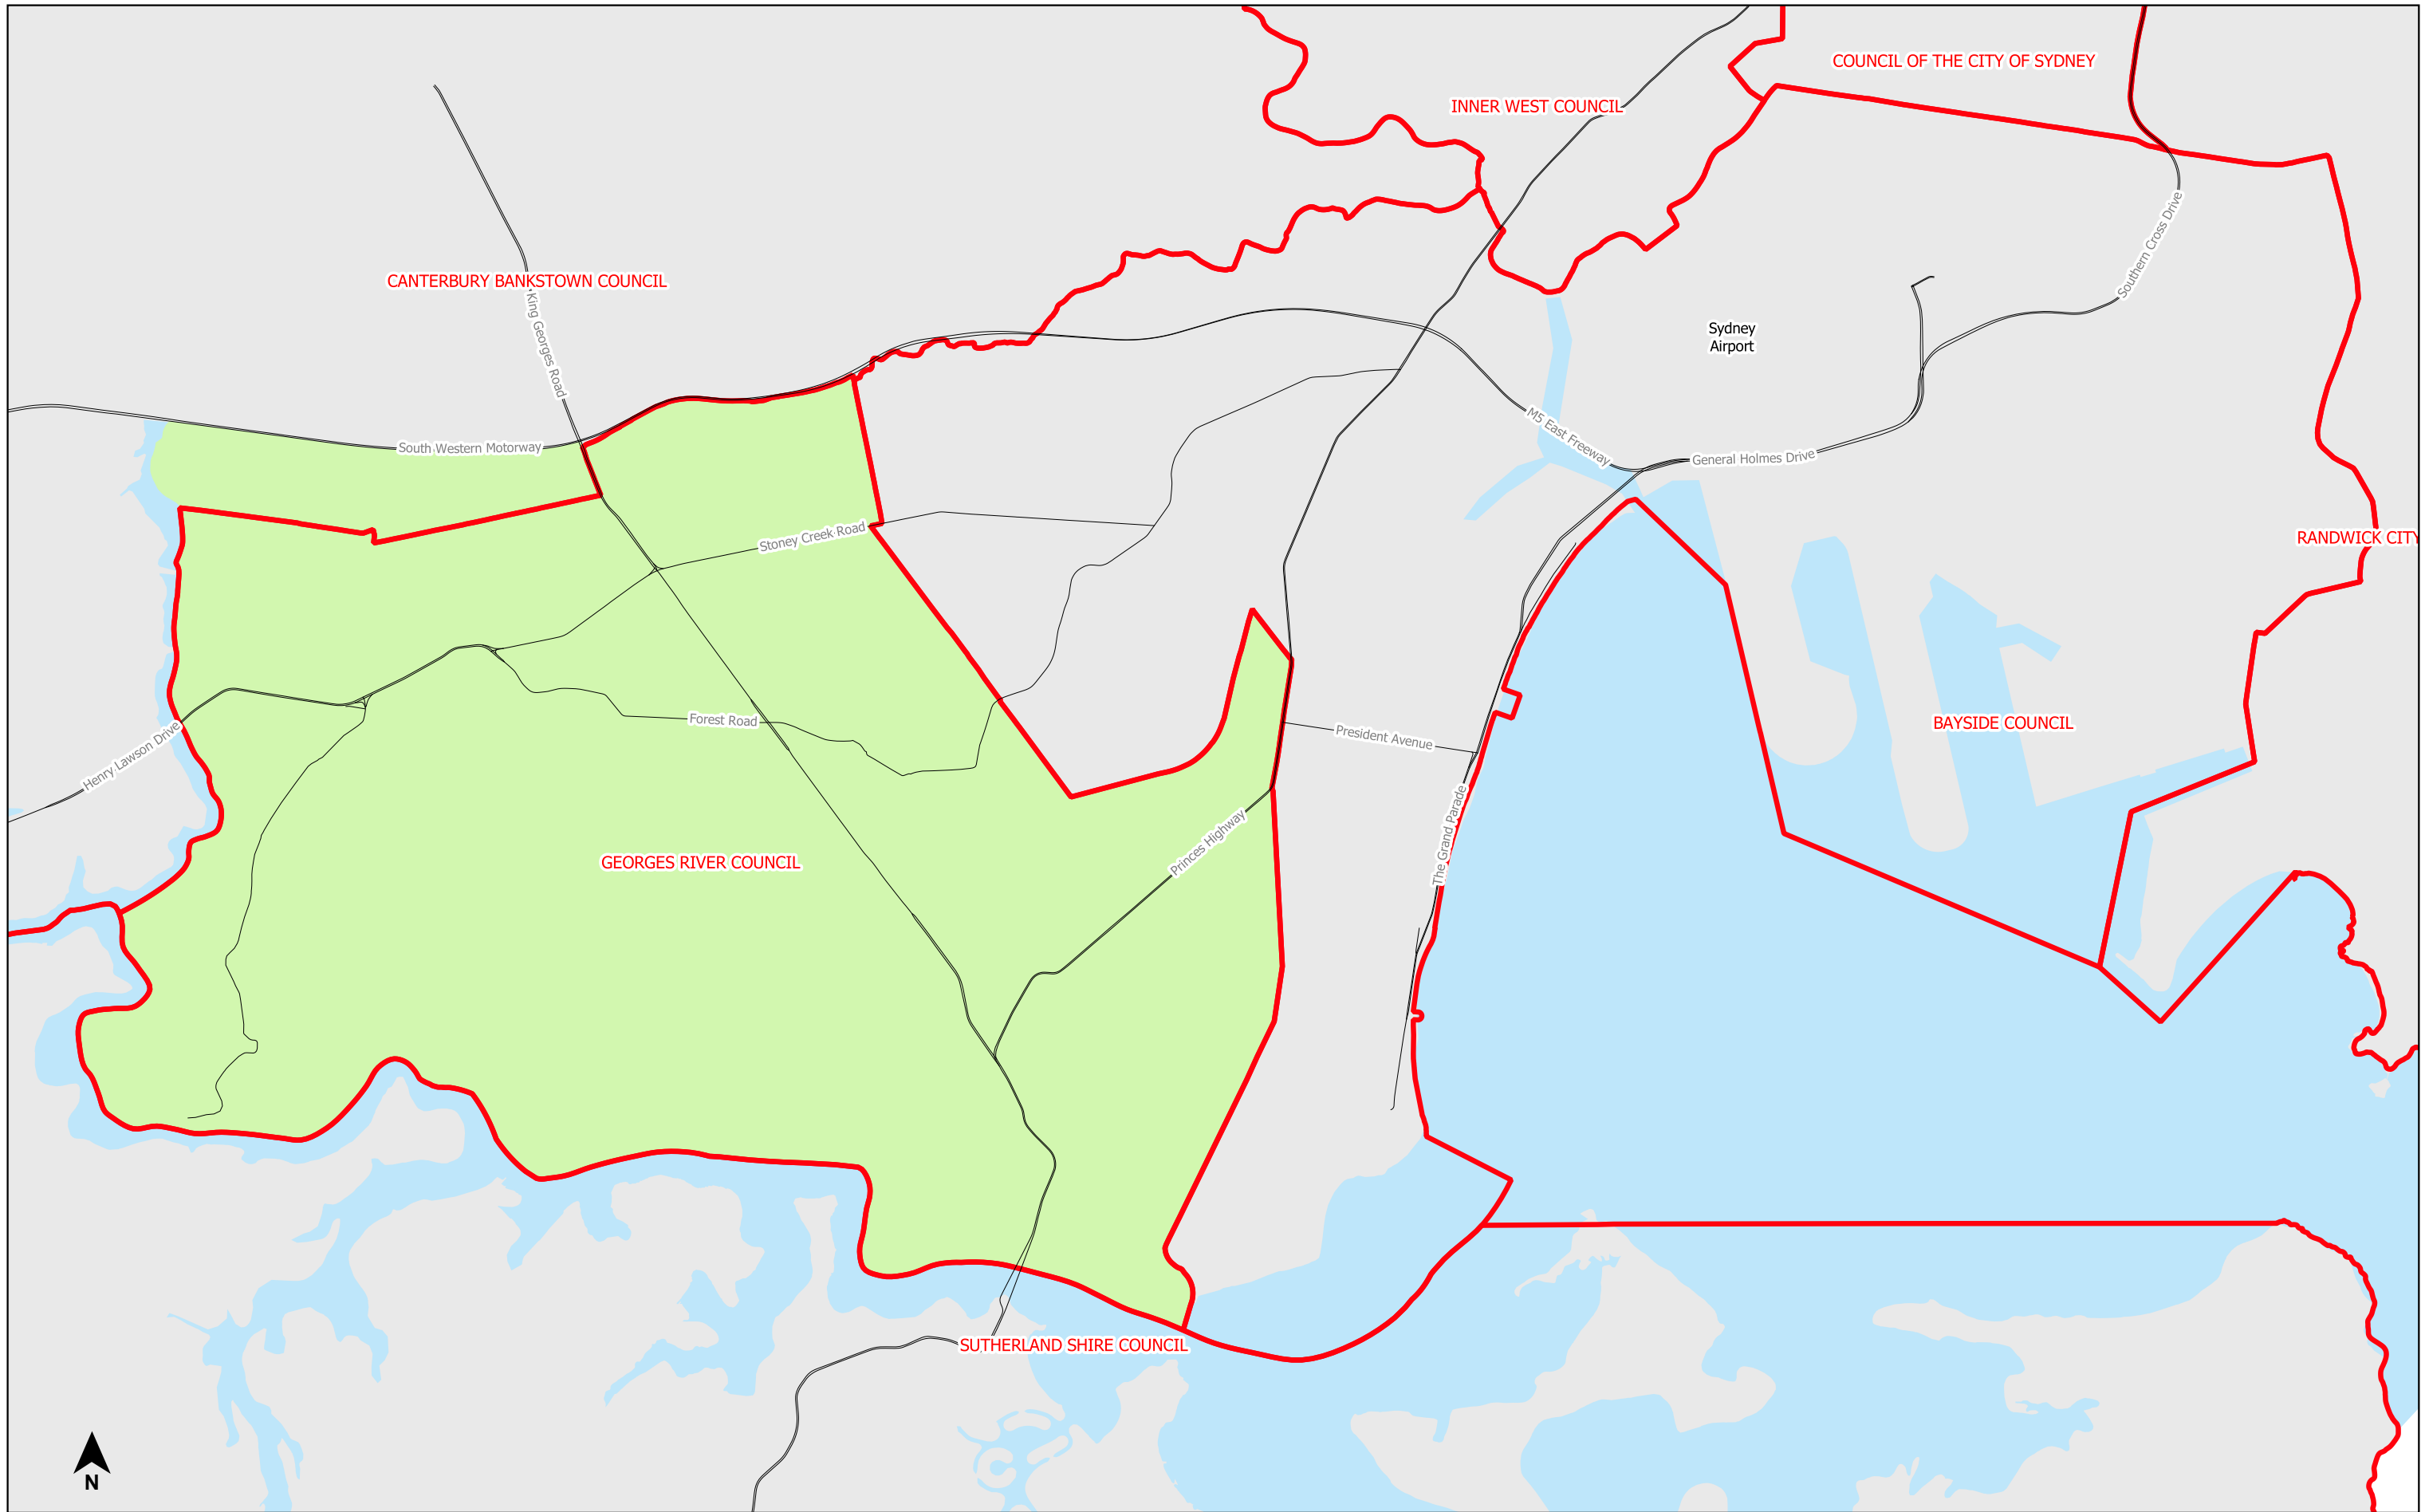 COUNCIL OF THE CITY OF SYDNEY
INNER WEST COUNCIL
CANTERBURY BANKSTOWN COUNCIL
King Georges Road
Southern Cross Drive
Sydney
Airport
South Western Motorway
M5 East Freeway
General Holmes Drive
Stoney Creek Road
RANDWICK CITY
Forest Road
President Avenue
BAYSIDE COUNCIL
Henry Lawson Drive
The Grand Parade
Princes Highway
GEORGES RIVER COUNCIL
SUTHERLAND SHIRE COUNCIL
N